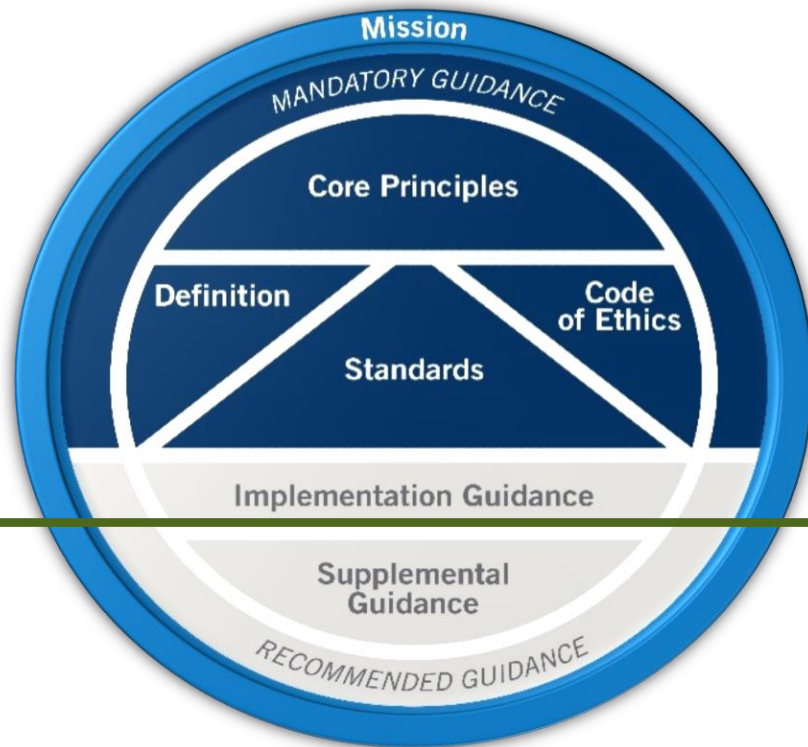 Mission
MANDATORY GUIDANCE
Core Principles
Definition
Code
of Ethics
Standards
Implementation Guidance
Supplemental
Guidance
RECOMMENDED GUIDANCE